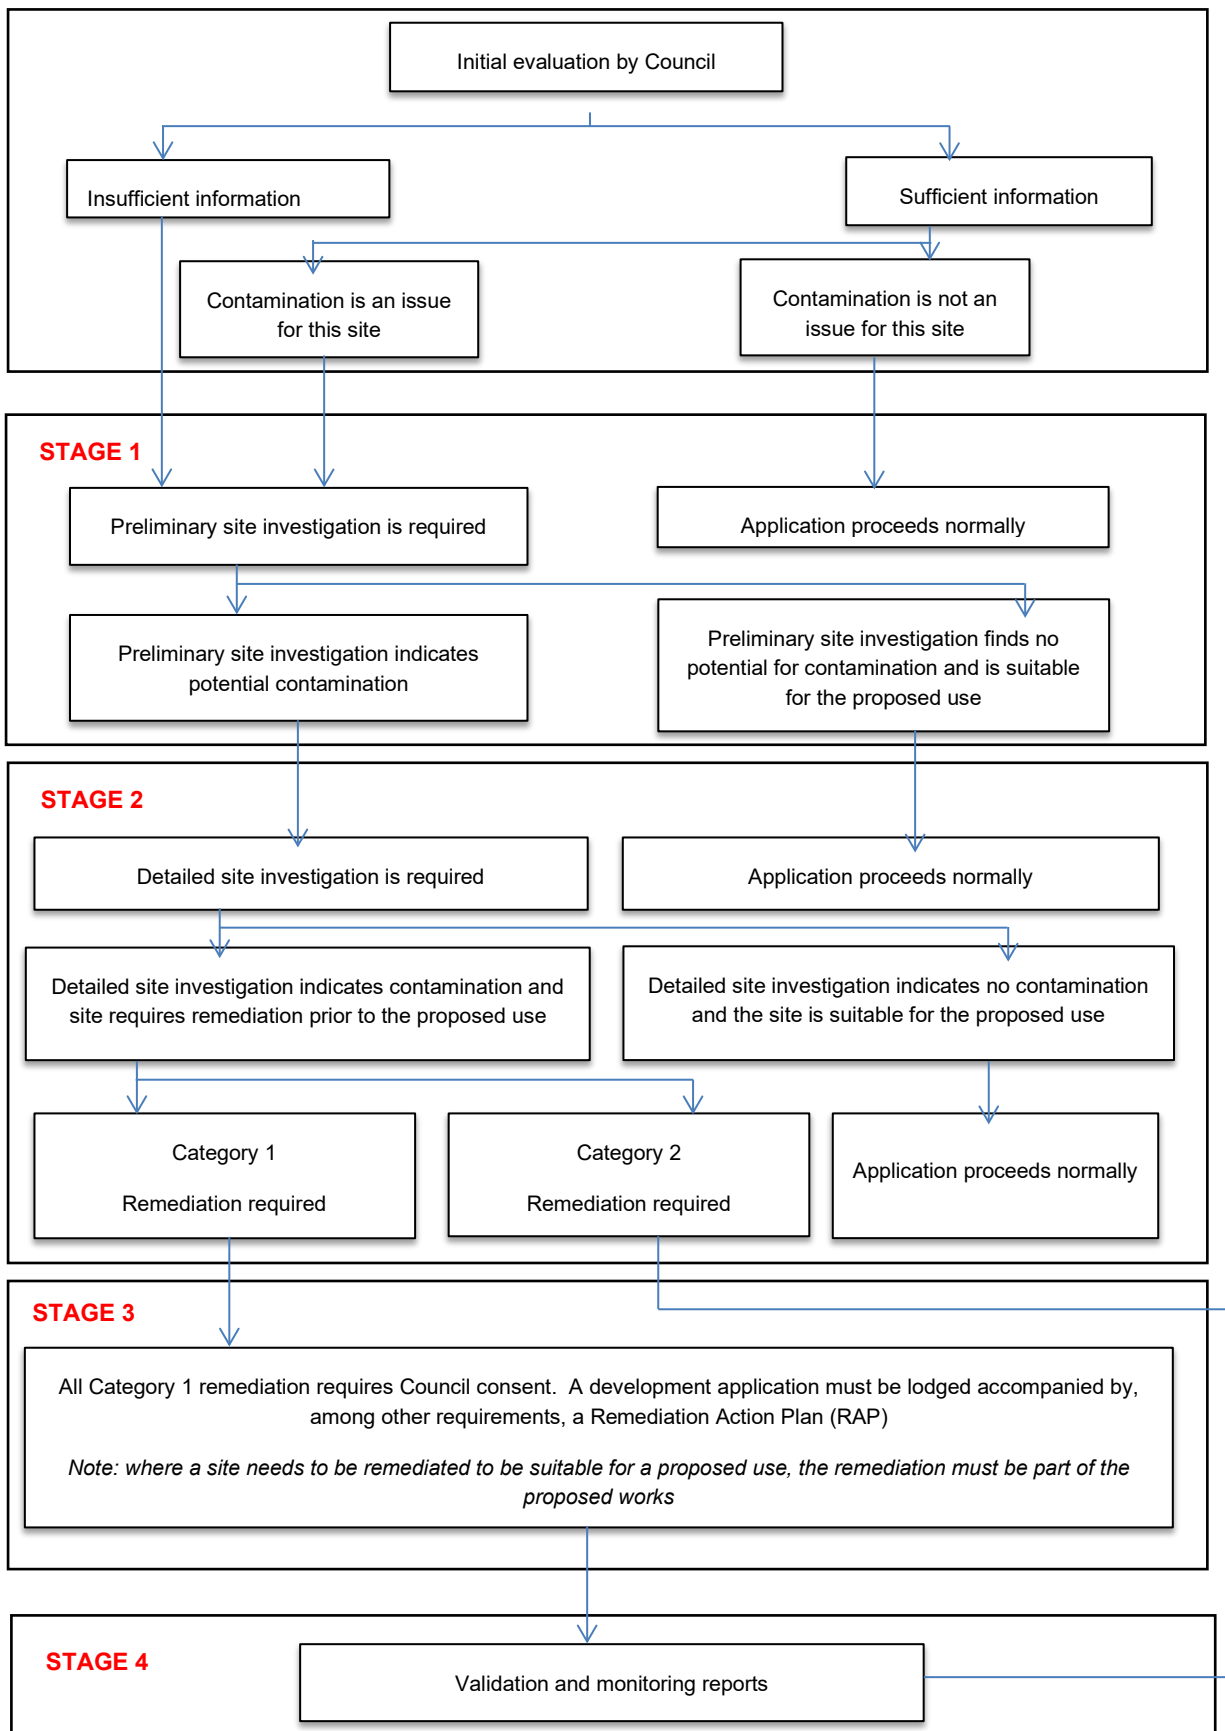 Initial evaluation by Council
Insufficient information
Sufficient information
Contamination is an issue
for this site
Contamination is not an
issue for this site
STAGE 1
Preliminary site investigation is required
Application proceeds normally
Preliminary site investigation indicates
potential contamination
Preliminary site investigation finds no
potential for contamination and is suitable
for the proposed use
STAGE 2
Detailed site investigation is required
Application proceeds normally
Detailed site investigation indicates contamination and
site requires remediation prior to the proposed use
Detailed site investigation indicates no contamination
and the site is suitable for the proposed use
Category 1
Remediation required
Category 2
Remediation required
Application proceeds normally
STAGE 3
All Category 1 remediation requires Council consent.  A development application must be lodged accompanied by,
among other requirements, a Remediation Action Plan (RAP)
Note: where a site needs to be remediated to be suitable for a proposed use, the remediation must be part of the
proposed works
STAGE 4
Validation and monitoring reports